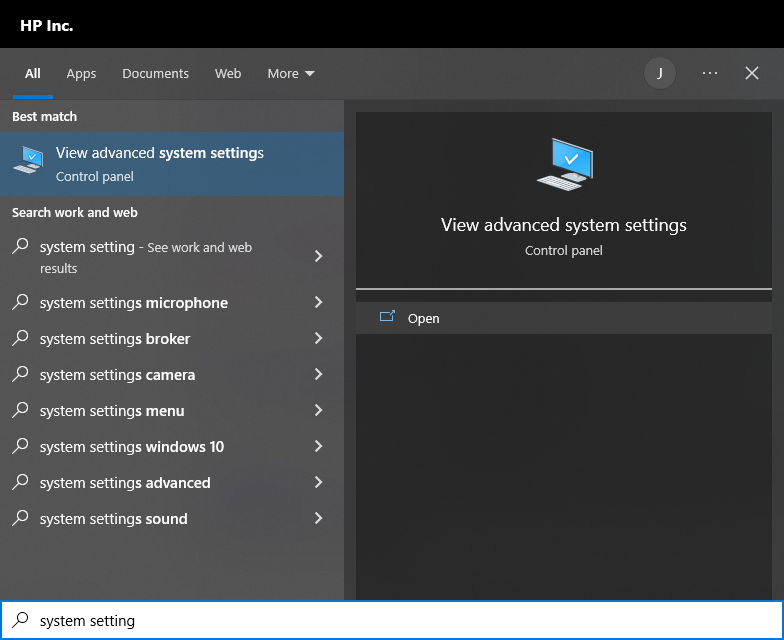 HP Inc.
All Apps Documents Web More J ...
Best match
View advanced system settings
Control panel
Search work and web
system setting - See work and web
results
system settings microphone
system settings broker
system settings camera
system settings menu
system settings windows 10
system settings advanced
system settings sound
View advanced system settings
Control panel
Open
system setting